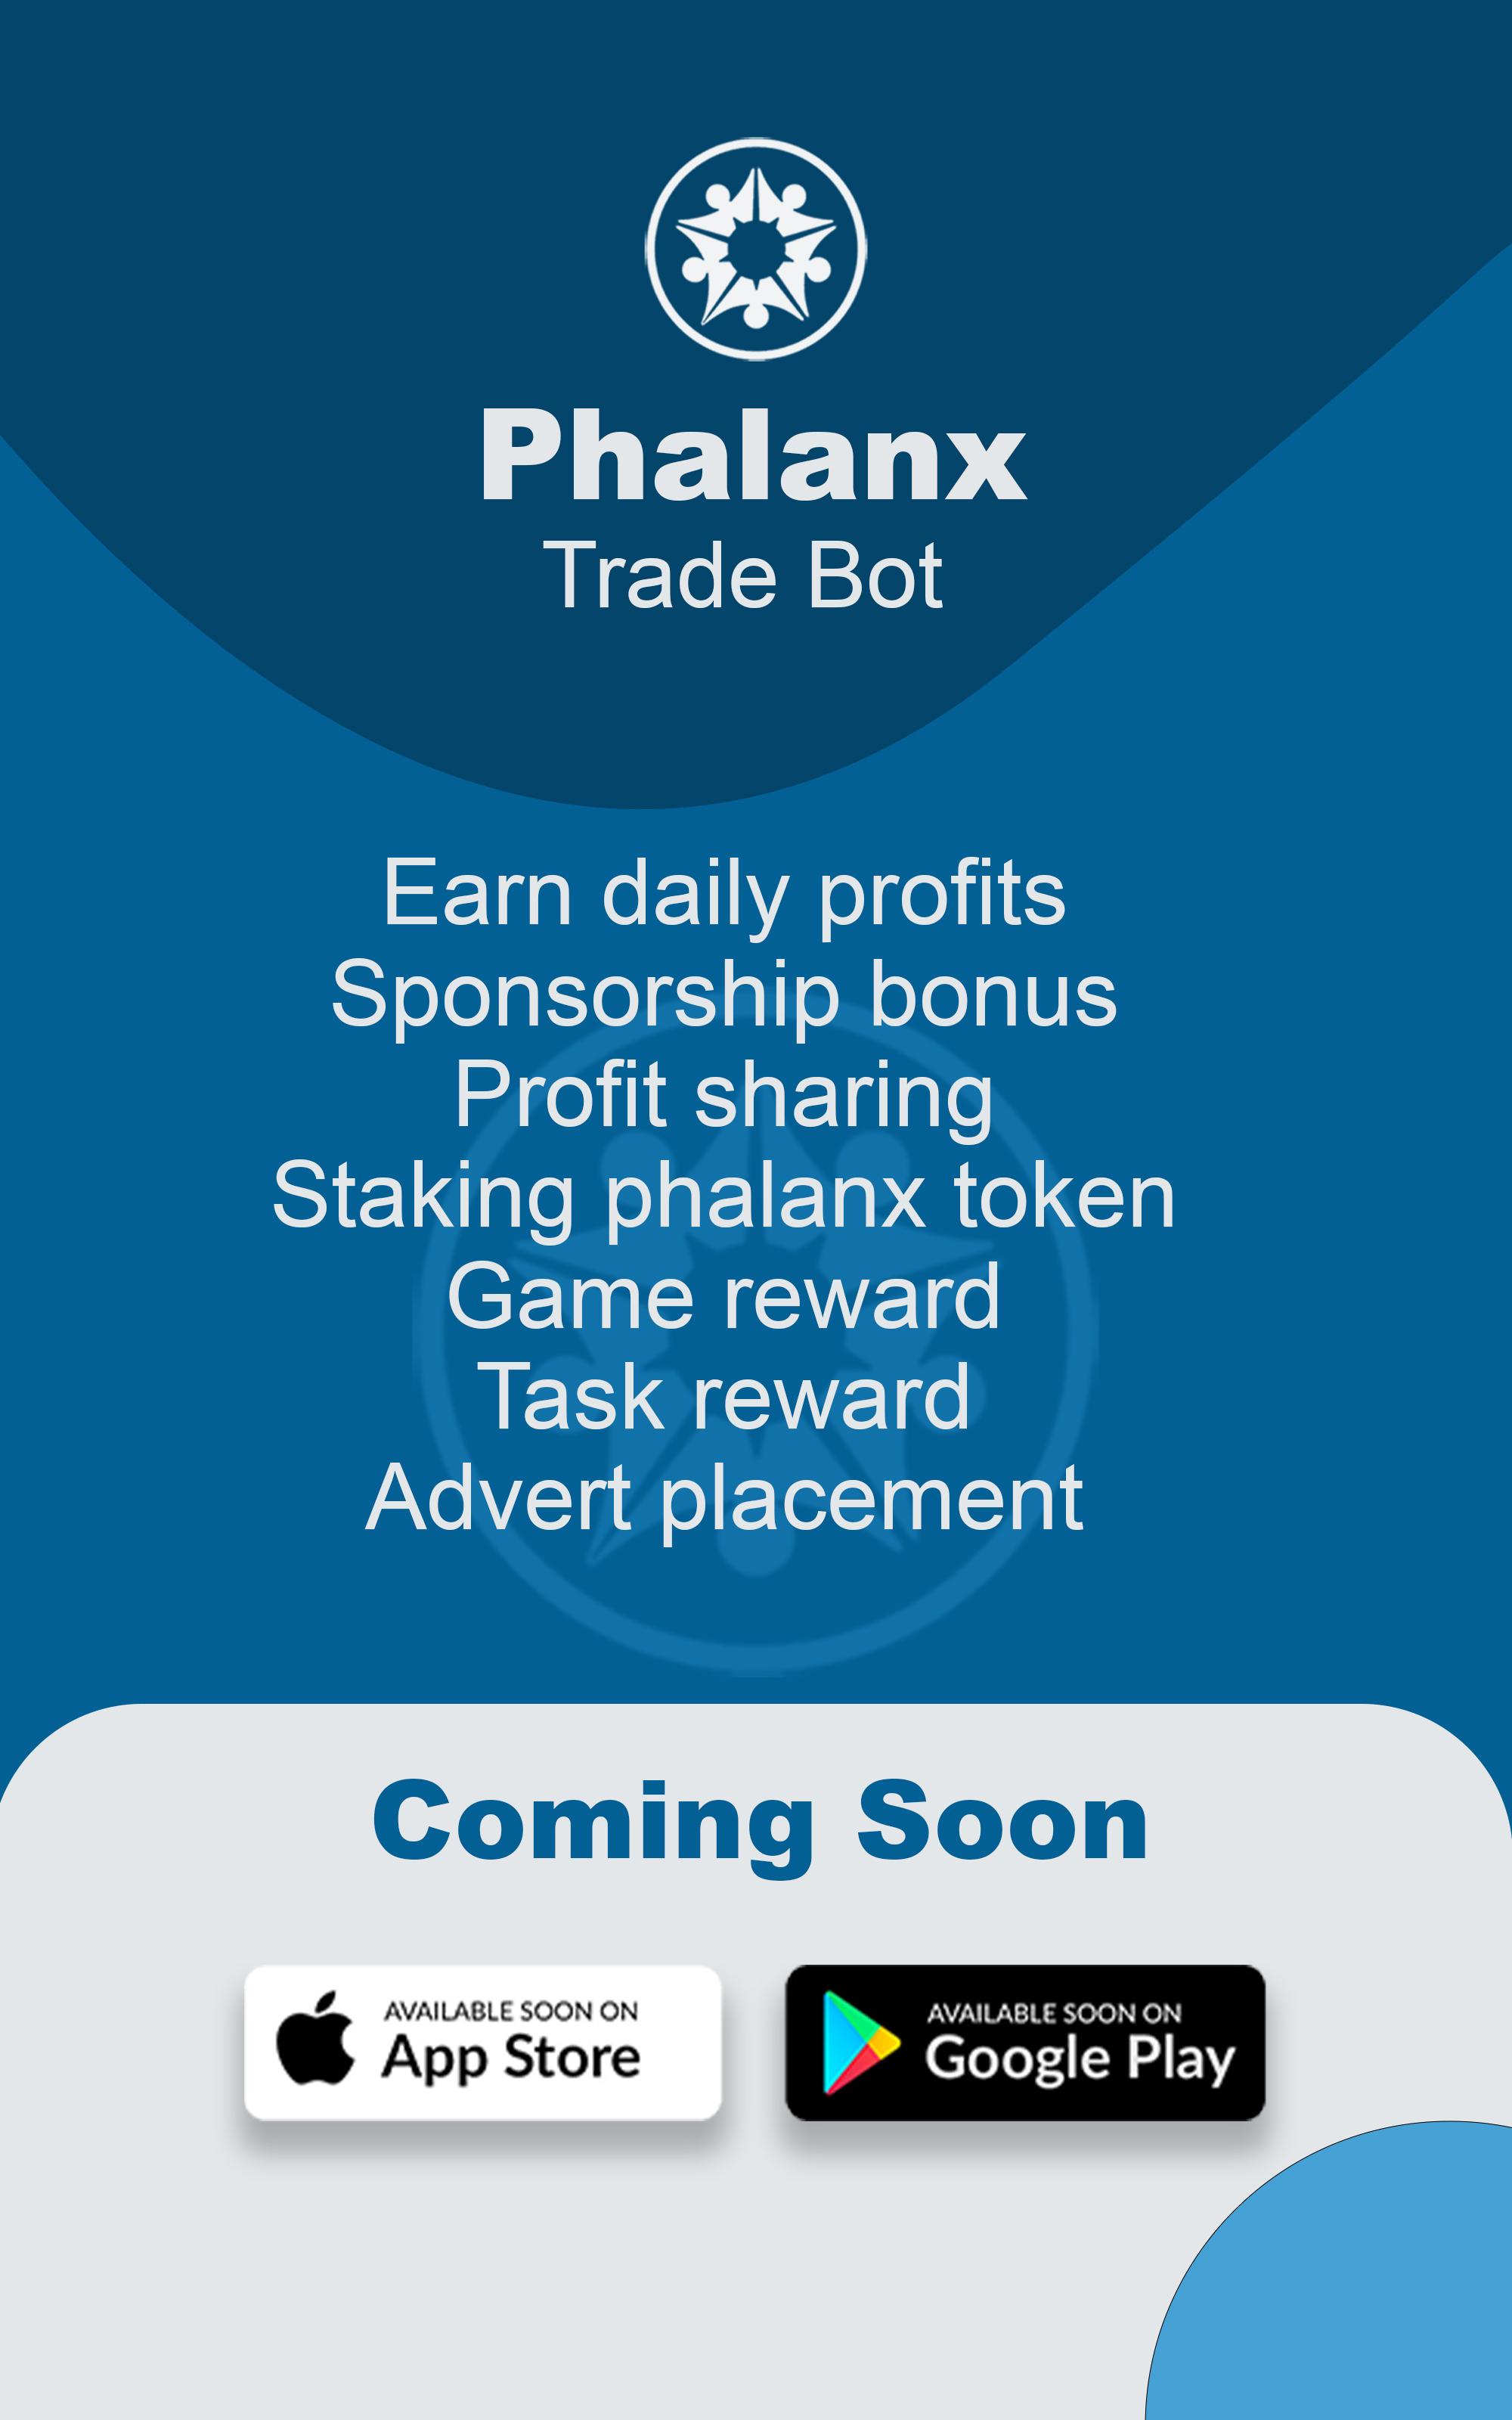 Phalanx
Trade Bot
Earn daily profits
Sponsorship bonus
Profit sharing
Staking phalanx token
Game reward
Task reward
Advert placement
Coming Soon
AVAILABLE SOON ON
App Store
AVAILABLE SOON ON
Google Play